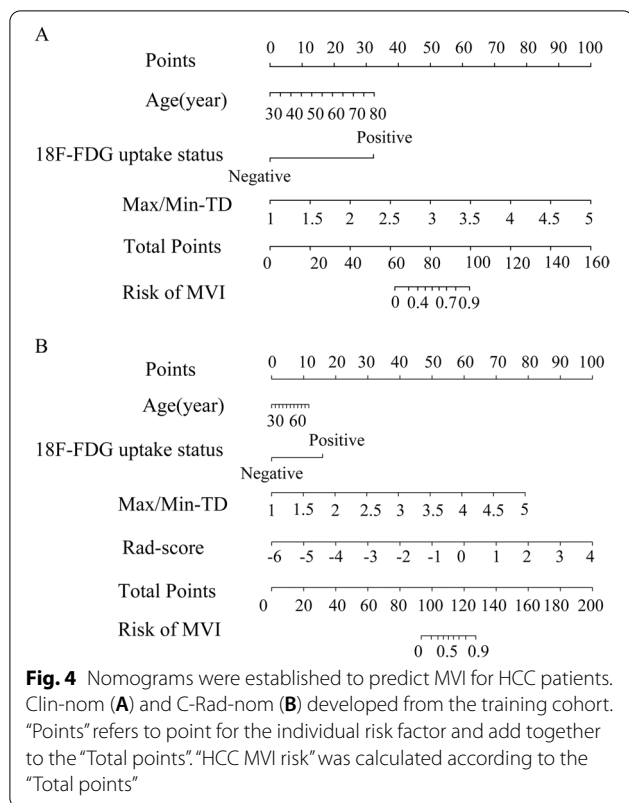 A
Points
0 10 20 30 40 50 60 70 80 90 100
Age(year)
30 40 50 60 70 80
Positive
18F-FDG uptake status
Negative
Max/Min-TD
1 1.5 2 2.5 3 3.5 4 4.5 5
Total Points
0 20 40 60 80 100 120 140 160
Risk of MVI
0 0.4 0.7 0.9
B
Points
0 10 20 30 40 50 60 70 80 90 100
Age(year)
30 60
Positive
18F-FDG uptake status
Negative
Max/Min-TD
1 1.5 2 2.5 3 3.5 4 4.5 5
Rad-score
-6 -5 -4 -3 -2 -1 0 1 2 3 4
Total Points
0 20 40 60 80 100 120 140 160 180 200
Risk of MVI
0 0.5 0.9
Fig. 4 Nomograms were established to predict MVI for HCC patients.
Clin-nom (A) and C-Rad-nom (B) developed from the training cohort.
“Points” refers to point for the individual risk factor and add together
to the “Total points”. “HCC MVI risk” was calculated according to the
“Total points”